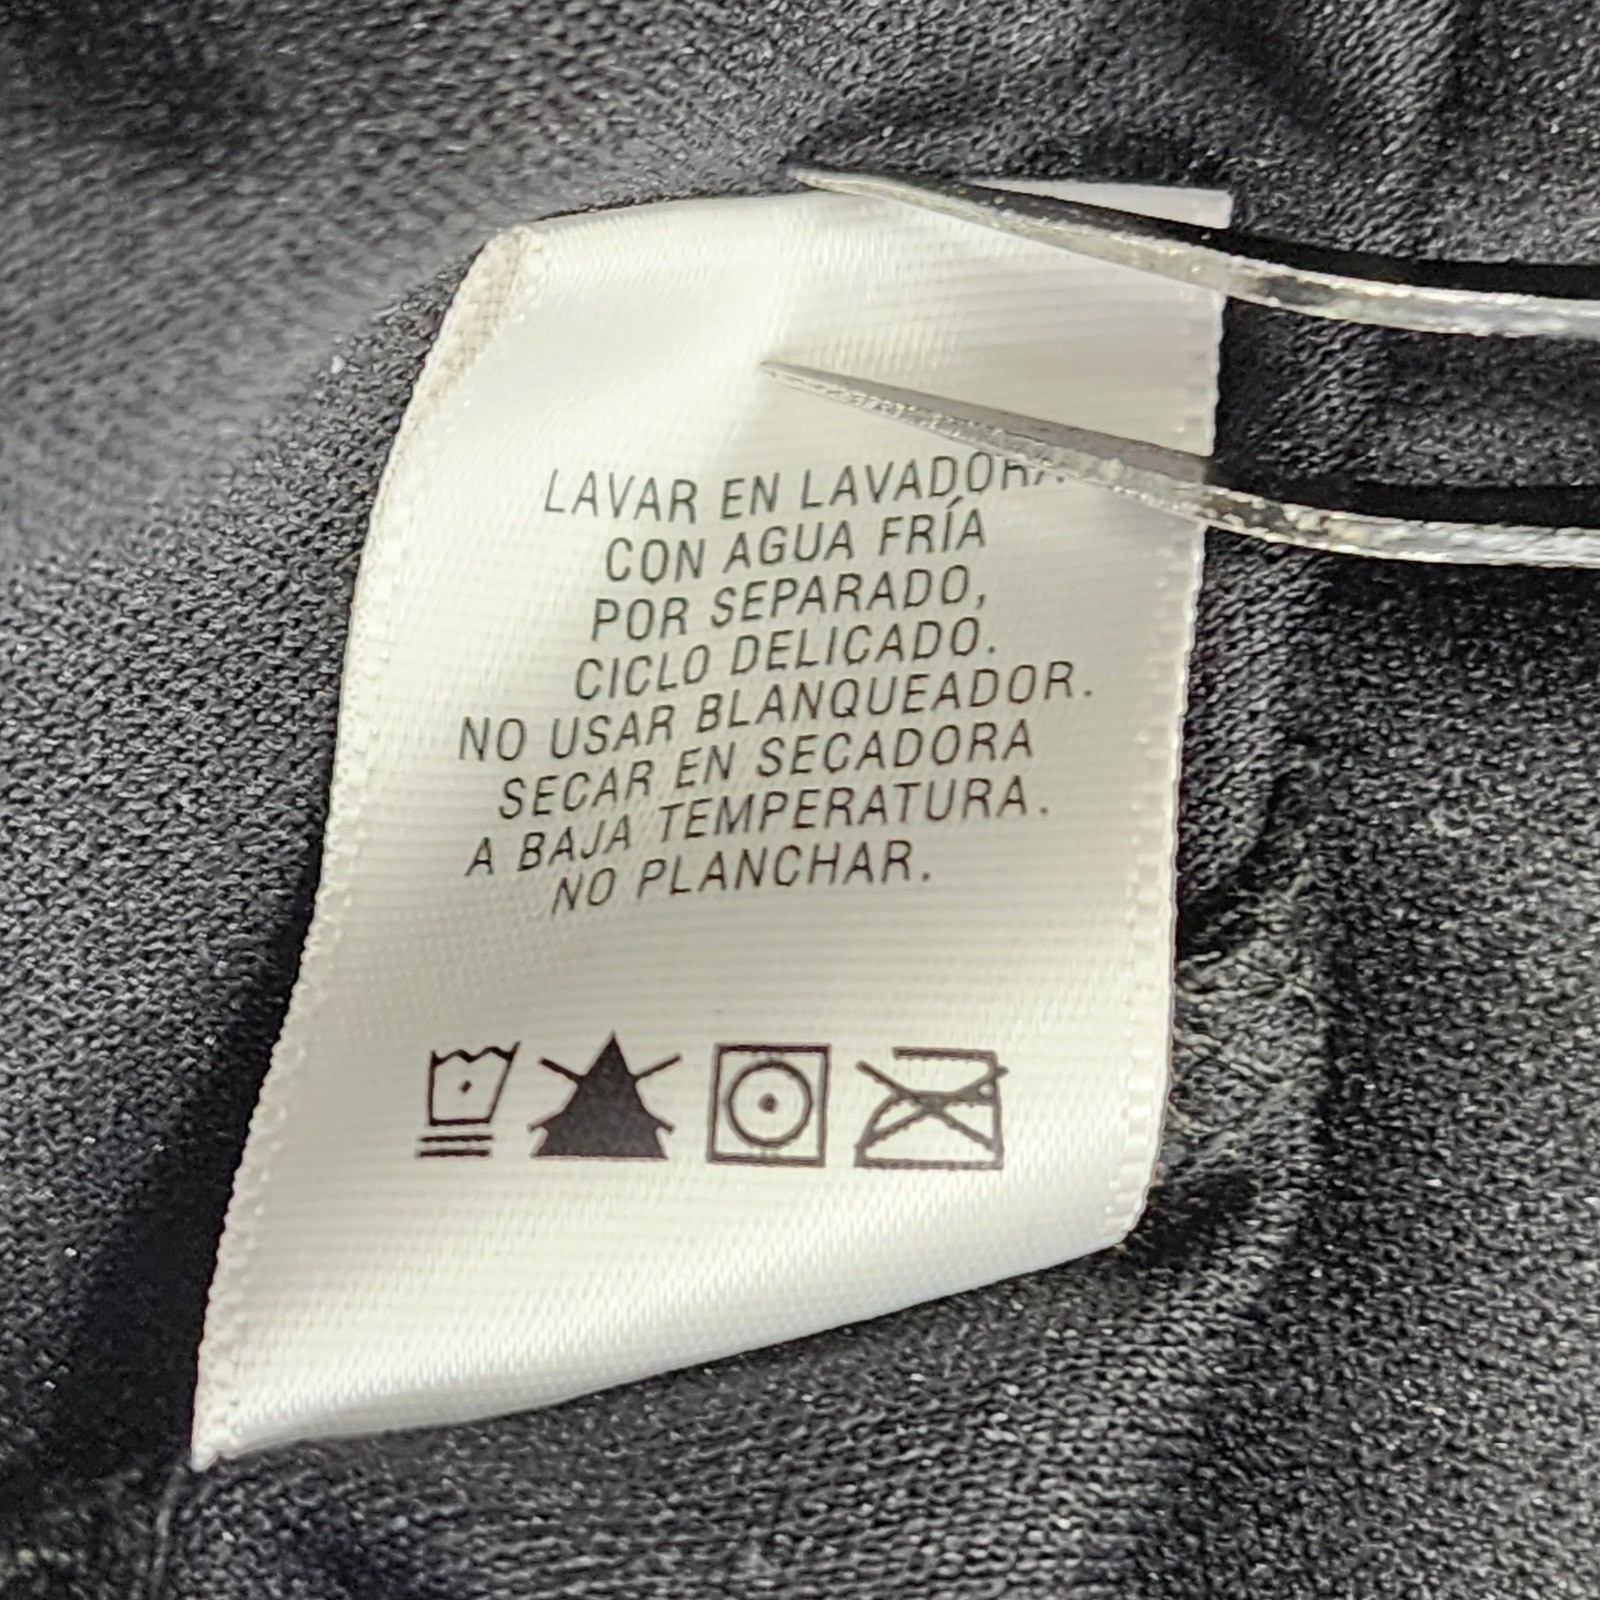 LAVAR EN LAVADORA
CON AGUA FRÍA
POR SEPARADO,
CICLO DELICADO.
NO USAR BLANQUEADOR.
SECAR EN SECADORA
A BAJA TEMPERATURA.
NO PLANCHAR.